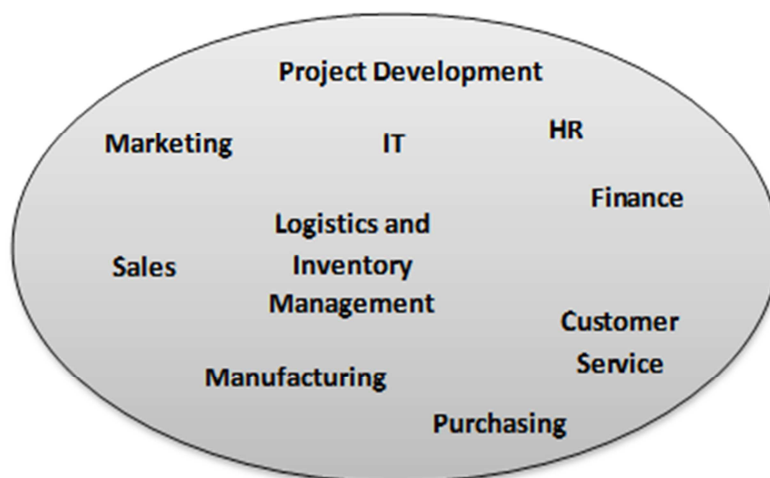 Project Development
Marketing
IT
HR
Finance
Logistics and
Inventory
Management
Sales
Customer
Service
Manufacturing
Purchasing